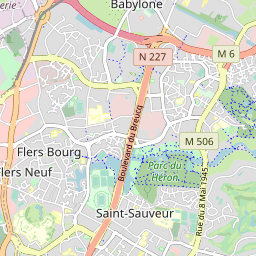 Babylone
N 227
M 6
M 506
Boulevard du Breucq
Flers Bourg
Parc du
Héron
Flers Neuf
Rue du 8 Mai 1945
Saint-Sauveur